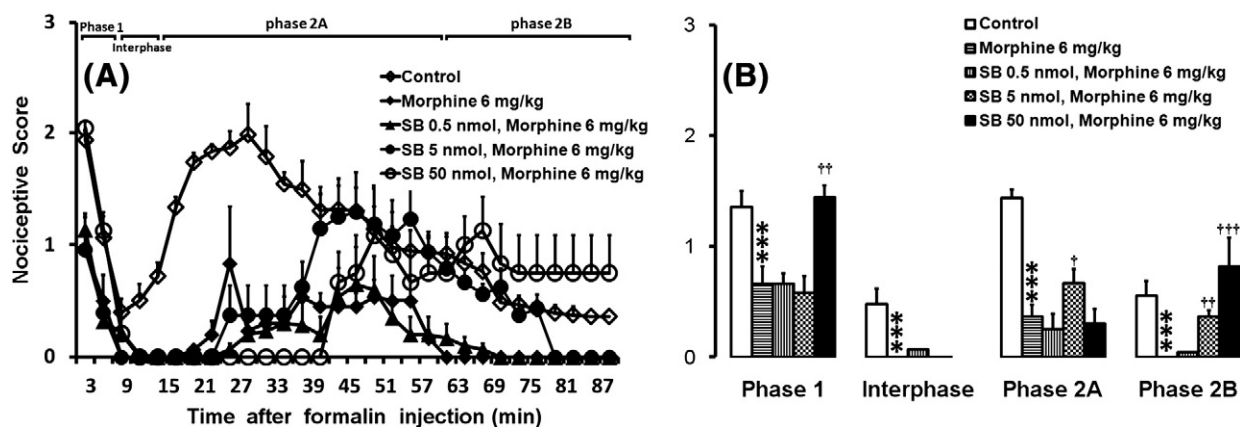 3
Phase 1
phase 2A
phase 2B
Interphase
(A)
Control
Morphine 6 mg/kg
SB 0.5 nmol, Morphine 6 mg/kg
SB 5 nmol, Morphine 6 mg/kg
SB 50 nmol, Morphine 6 mg/kg
2
1
0
Nociceptive Score
3 9 15 21 27 33 39 45 51 57 63 69 75 81 87
Time after formalin injection (min)
3
(B)
Control
Morphine 6 mg/kg
SB 0.5 nmol, Morphine 6 mg/kg
SB 5 nmol, Morphine 6 mg/kg
SB 50 nmol, Morphine 6 mg/kg
2
1
0
*** ††
***
*** †
*** †† †††
Phase 1 Interphase Phase 2A Phase 2B